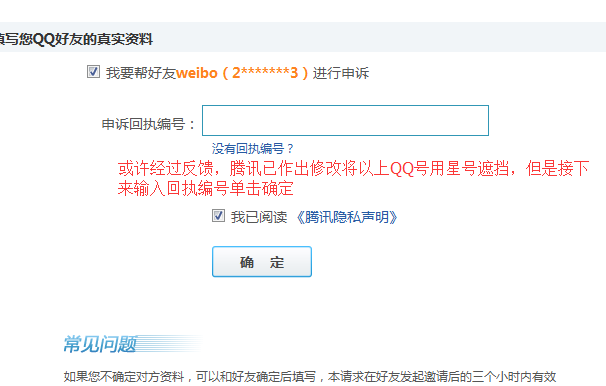 填写您QQ好友的真实资料
我要帮好友weibo（2*******3）进行申诉
申诉回执编号：
没有回执编号？
或许经过反馈，腾讯已作出修改将以上QQ号用星号遮挡，但是接下
来输入回执编号单击确定
我已阅读 《腾讯隐私声明》
确 定
常见问题
如果您不确定对方资料，可以和好友确定后填写，本请求在好友发起邀请后的三个小时内有效